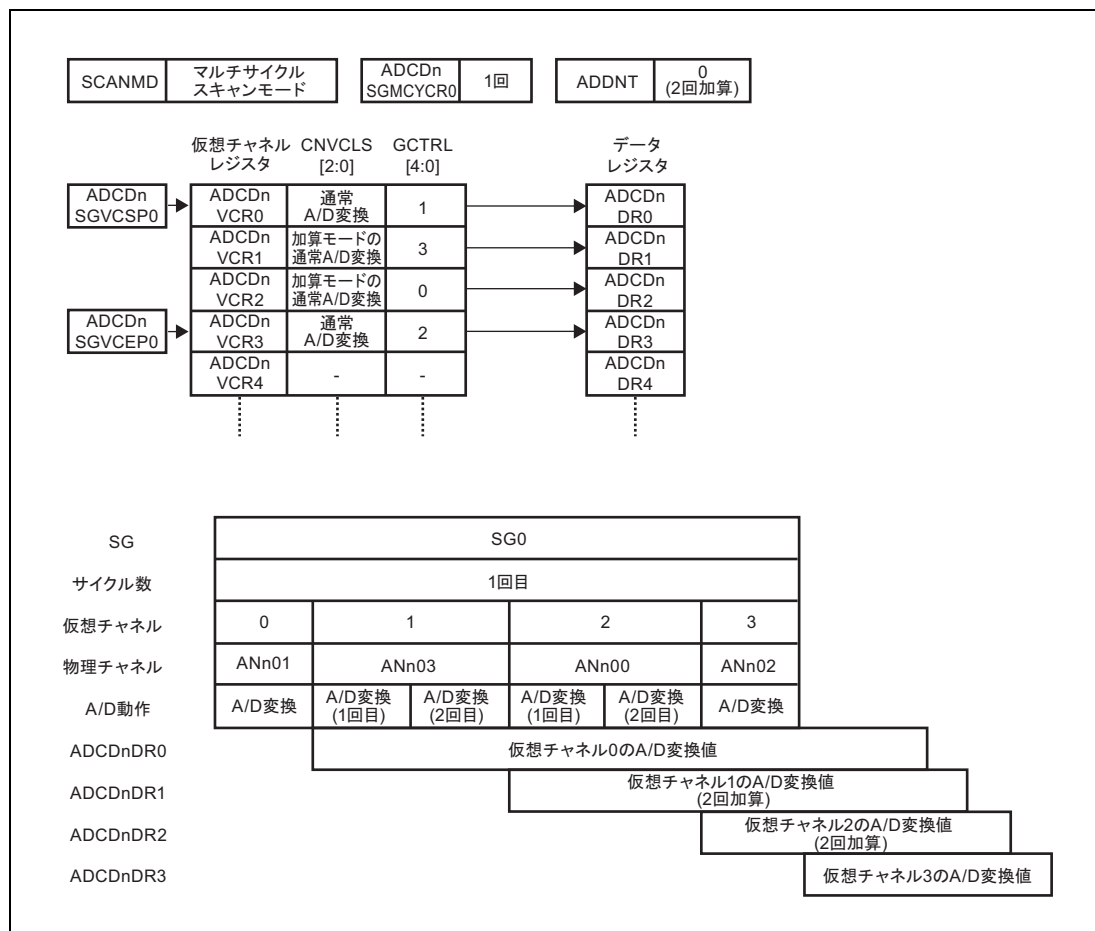 SCANMD
マルチサイクル
スキャンモード
ADCDn
SGMCYCR0
1回
ADDNT
0
(2回加算)
仮想チャネル
レジスタ
CNVCLS
[2:0]
GCTRL
[4:0]
データ
レジスタ
ADCDn
SGVCSP0
ADCDn
VCR0
通常
A/D変換
1
ADCDn
DR0
ADCDn
VCR1
加算モードの
通常A/D変換
3
ADCDn
DR1
ADCDn
VCR2
加算モードの
通常A/D変換
0
ADCDn
DR2
ADCDn
SGVCEP0
ADCDn
VCR3
通常
A/D変換
2
ADCDn
DR3
ADCDn
VCR4
-
-
ADCDn
DR4
SG
SG0
サイクル数
1回目
仮想チャネル
0
1
2
3
物理チャネル
ANn01
ANn03
ANn00
ANn02
A/D動作
A/D変換
A/D変換
(1回目)
A/D変換
(2回目)
A/D変換
(1回目)
A/D変換
(2回目)
A/D変換
ADCDnDR0
仮想チャネル0のA/D変換値
ADCDnDR1
仮想チャネル1のA/D変換値
(2回加算)
ADCDnDR2
仮想チャネル2のA/D変換値
(2回加算)
ADCDnDR3
仮想チャネル3のA/D変換値